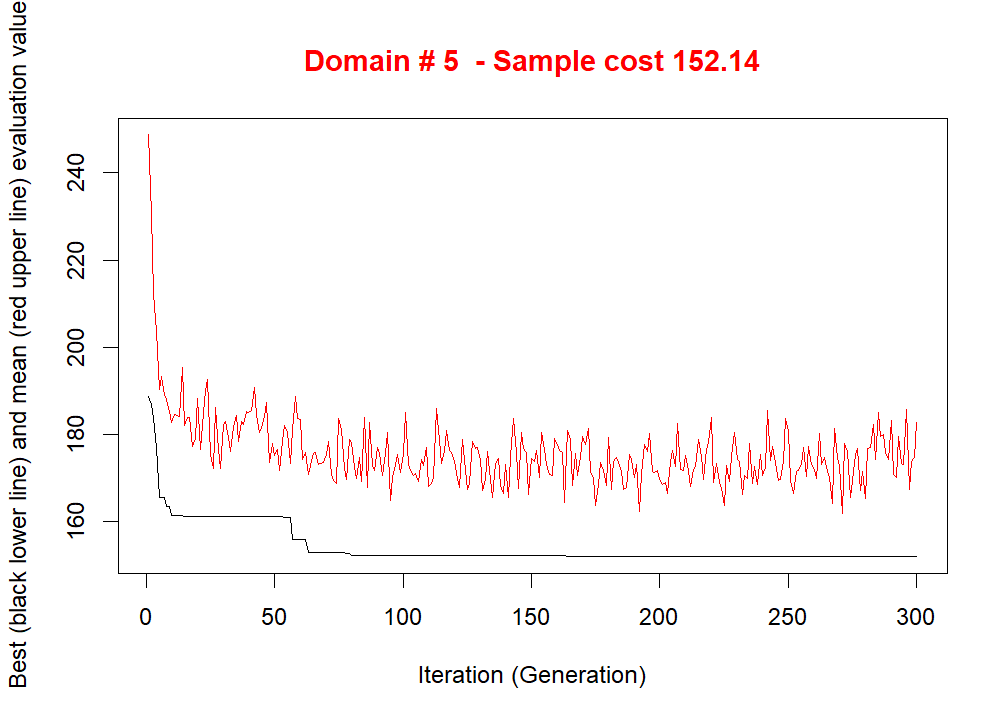 Domain # 5  - Sample cost 152.14
Best (black lower line) and mean (red upper line) evaluation value
240
220
200
180
160
0 50 100 150 200 250 300
Iteration (Generation)